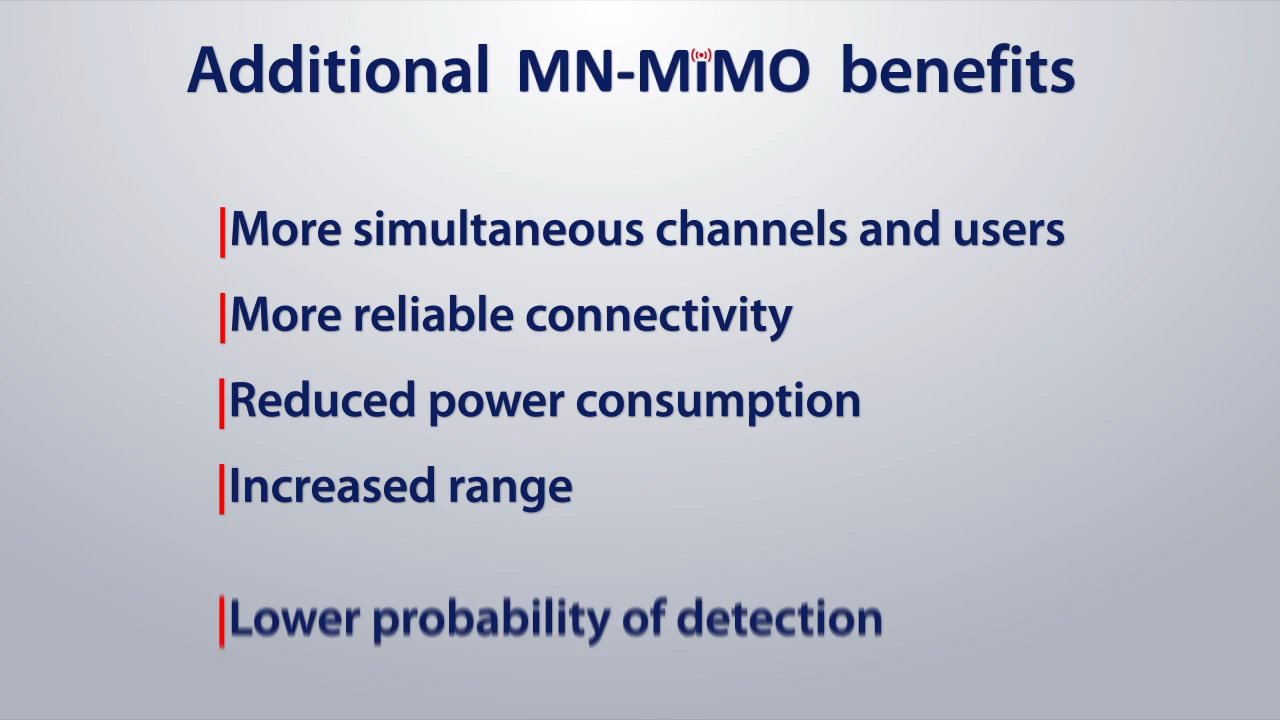 Additional MN-MiMO benefits
More simultaneous channels and users
More reliable connectivity
Reduced power consumption
Increased range
Lower probability of detection